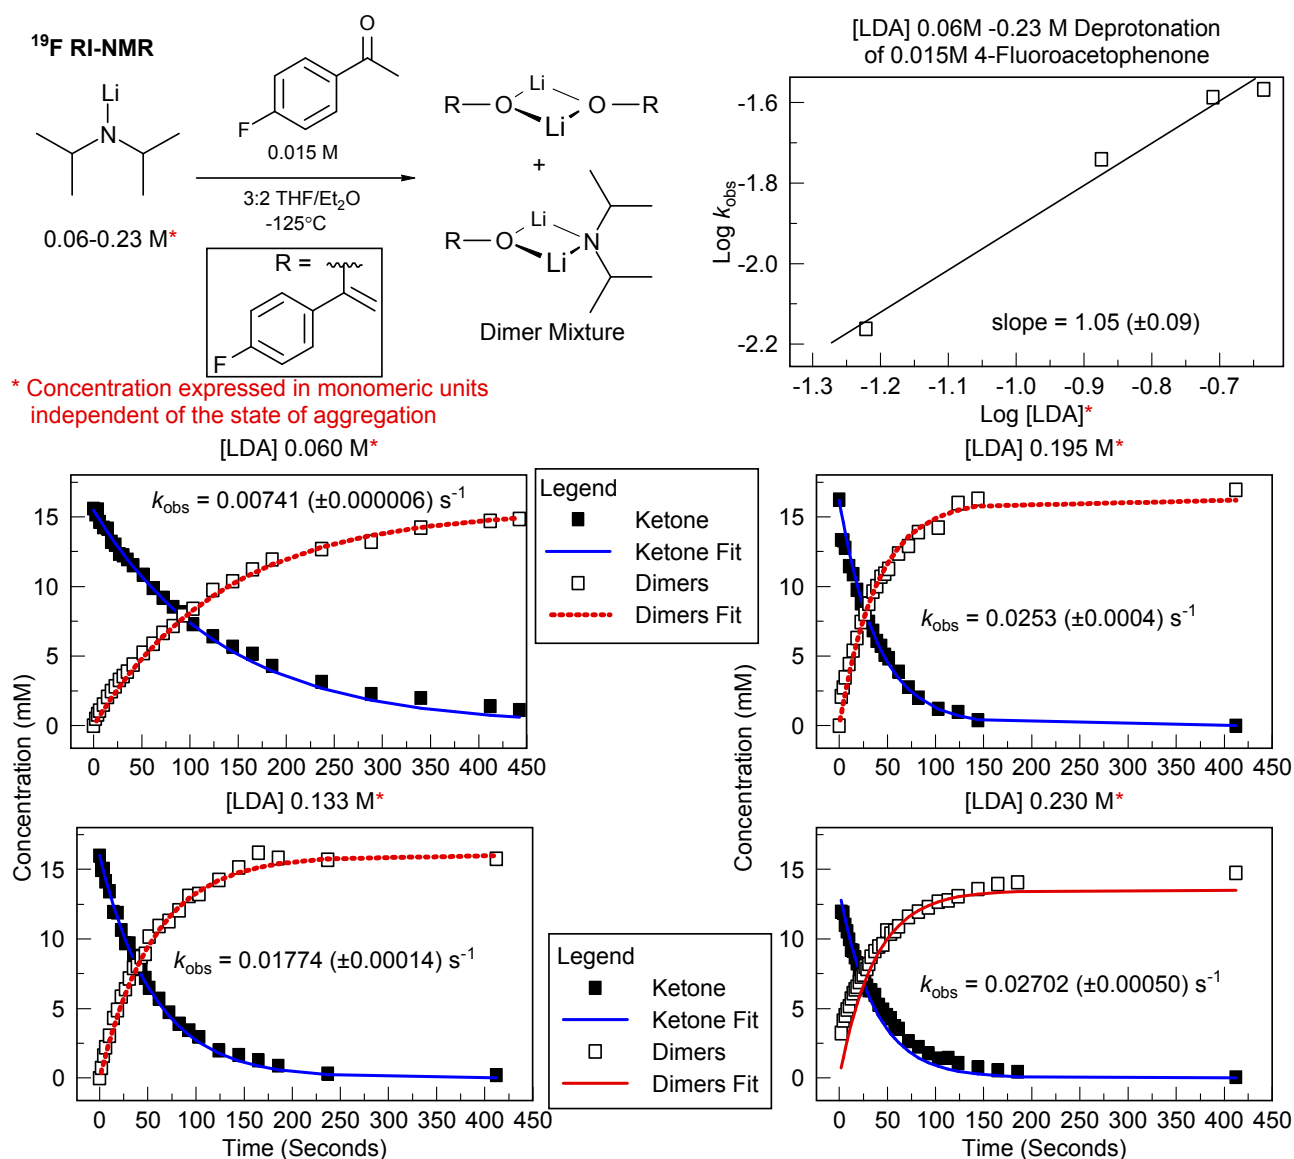 ¹⁹F RI-NMR
Li
N
0.06-0.23 M*
O
F
0.015 M
3:2 THF/Et₂O
-125°C
R =
F
Li
R O O R
Li
+
Li
R O N
Li
Dimer Mixture
* Concentration expressed in monomeric units
independent of the state of aggregation
[LDA] 0.06M -0.23 M Deprotonation
of 0.015M 4-Fluoroacetophenone
Log kobs
-1.6
-1.8
-2.0
-2.2
slope = 1.05 (±0.09)
-1.3 -1.2 -1.1 -1.0 -0.9 -0.8 -0.7
Log [LDA]*
[LDA] 0.060 M*
kobs = 0.00741 (±0.000006) s⁻¹
15
10
5
0
0 50 100 150 200 250 300 350 400 450
Legend
Ketone
Ketone Fit
Dimers
Dimers Fit
[LDA] 0.195 M*
kobs = 0.0253 (±0.0004) s⁻¹
15
10
5
0
0 50 100 150 200 250 300 350 400 450
Concentration (mM)
Concentration (mM)
[LDA] 0.133 M*
kobs = 0.01774 (±0.00014) s⁻¹
15
10
5
0
0 50 100 150 200 250 300 350 400 450
Time (Seconds)
Legend
Ketone
Ketone Fit
Dimers
Dimers Fit
[LDA] 0.230 M*
kobs = 0.02702 (±0.00050) s⁻¹
15
10
5
0
0 50 100 150 200 250 300 350 400 450
Time (Seconds)